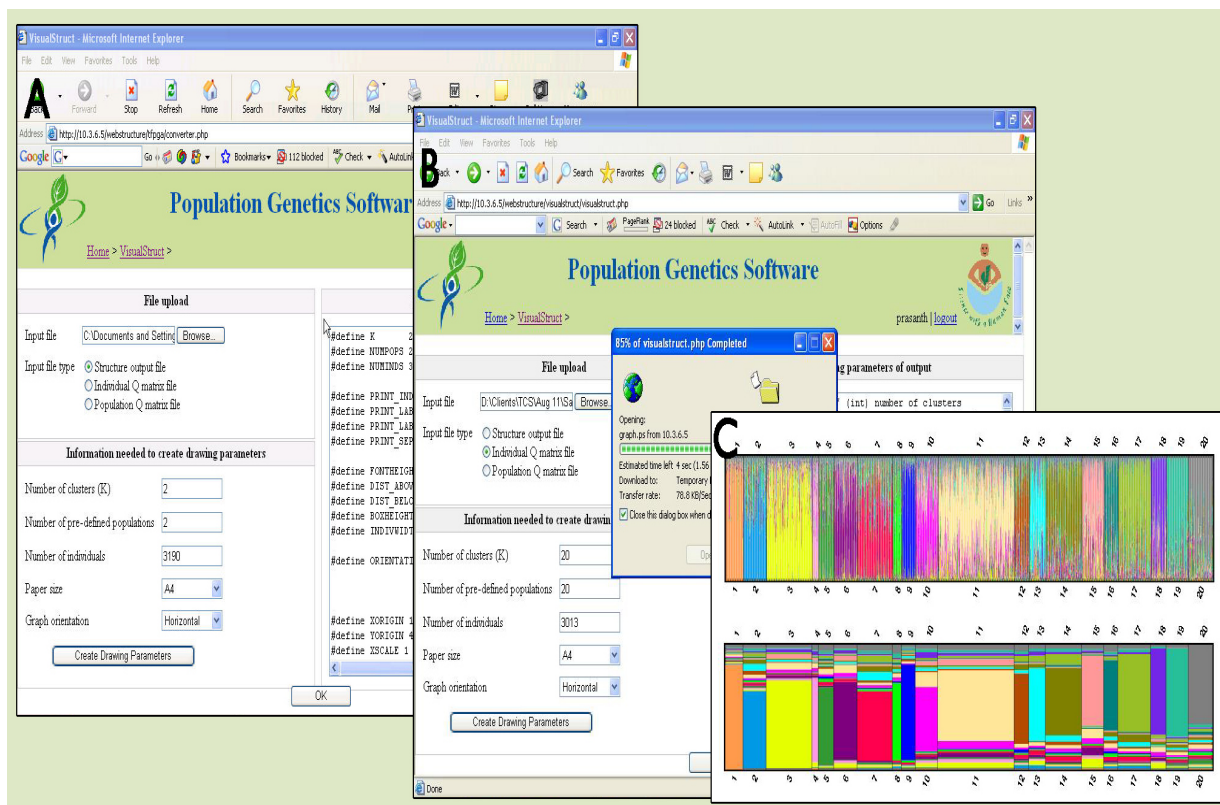 VisualStruct - Microsoft Internet Explorer
File Edit View Favorites Tools Help
A
Forward Stop Refresh Home Search Favorites History Mail
Address http://10.3.6.5/webstructure/tfpga/converter.php
Google G Go Bookmarks 112 blocked ABC Check AutoLink
Population Genetics Softwar
Home > VisualStruct >
File upload
Input file C:\Documents and Setting Browse...
Input file type Structure output file
Individual Q matrix file
Population Q matrix file
Information needed to create drawing parameters
Number of clusters (K) 2
Number of pre-defined populations 2
Number of individuals 3190
Paper size A4
Graph orientation Horizontal
Create Drawing Parameters
OK
#define K 2
#define NUMPOPS 2
#define NUMINDS 3
#define PRINT_IND
#define PRINT_LAB
#define PRINT_LAB
#define PRINT_SEP
#define FONTHEIGH
#define DIST_ABOV
#define DIST_BELO
#define BOXHEIGHT
#define INDIVWIDT
#define ORIENTATI
#define XORIGIN 1
#define YORIGIN 4
#define XSCALE 1
VisualStruct - Microsoft Internet Explorer
File Edit View Favorites Tools Help
B
Back Search Favorites
Address http://10.3.6.5/webstructure/visualstruct/visualstruct.php Go Links »
Google Search PageRank 24 blocked ABC Check AutoLink AutoFill Options
Population Genetics Software
Home > VisualStruct >
prasanth | logout
File upload
g parameters of output
Input file D:\Clients\TCS\Aug 11\Sa Browse..
(int) number of clusters
Input file type Structure output file
Individual Q matrix file
Population Q matrix file
Information needed to create drawin
Number of clusters (K) 20
Number of pre-defined populations 20
Number of individuals 3013
Paper size A4
Graph orientation Horizontal
Create Drawing Parameters
Done
85% of visualstruct.php Completed
Opening:
graph.ps from 10.3.6.5
Estimated time left 4 sec (1.56
Download to: Temporary
Transfer rate: 78.8 KB/Sec
Close this dialog box when d
Ope
C
1 2 3 4 5 6 7 8 9 10 11 12 13 14 15 16 17 18 19 20
1 2 3 4 5 6 7 8 9 10 11 12 13 14 15 16 17 18 19 20
1 2 3 4 5 6 7 8 9 10 11 12 13 14 15 16 17 18 19 20
1 2 3 4 5 6 7 8 9 10 11 12 13 14 15 16 17 18 19 20